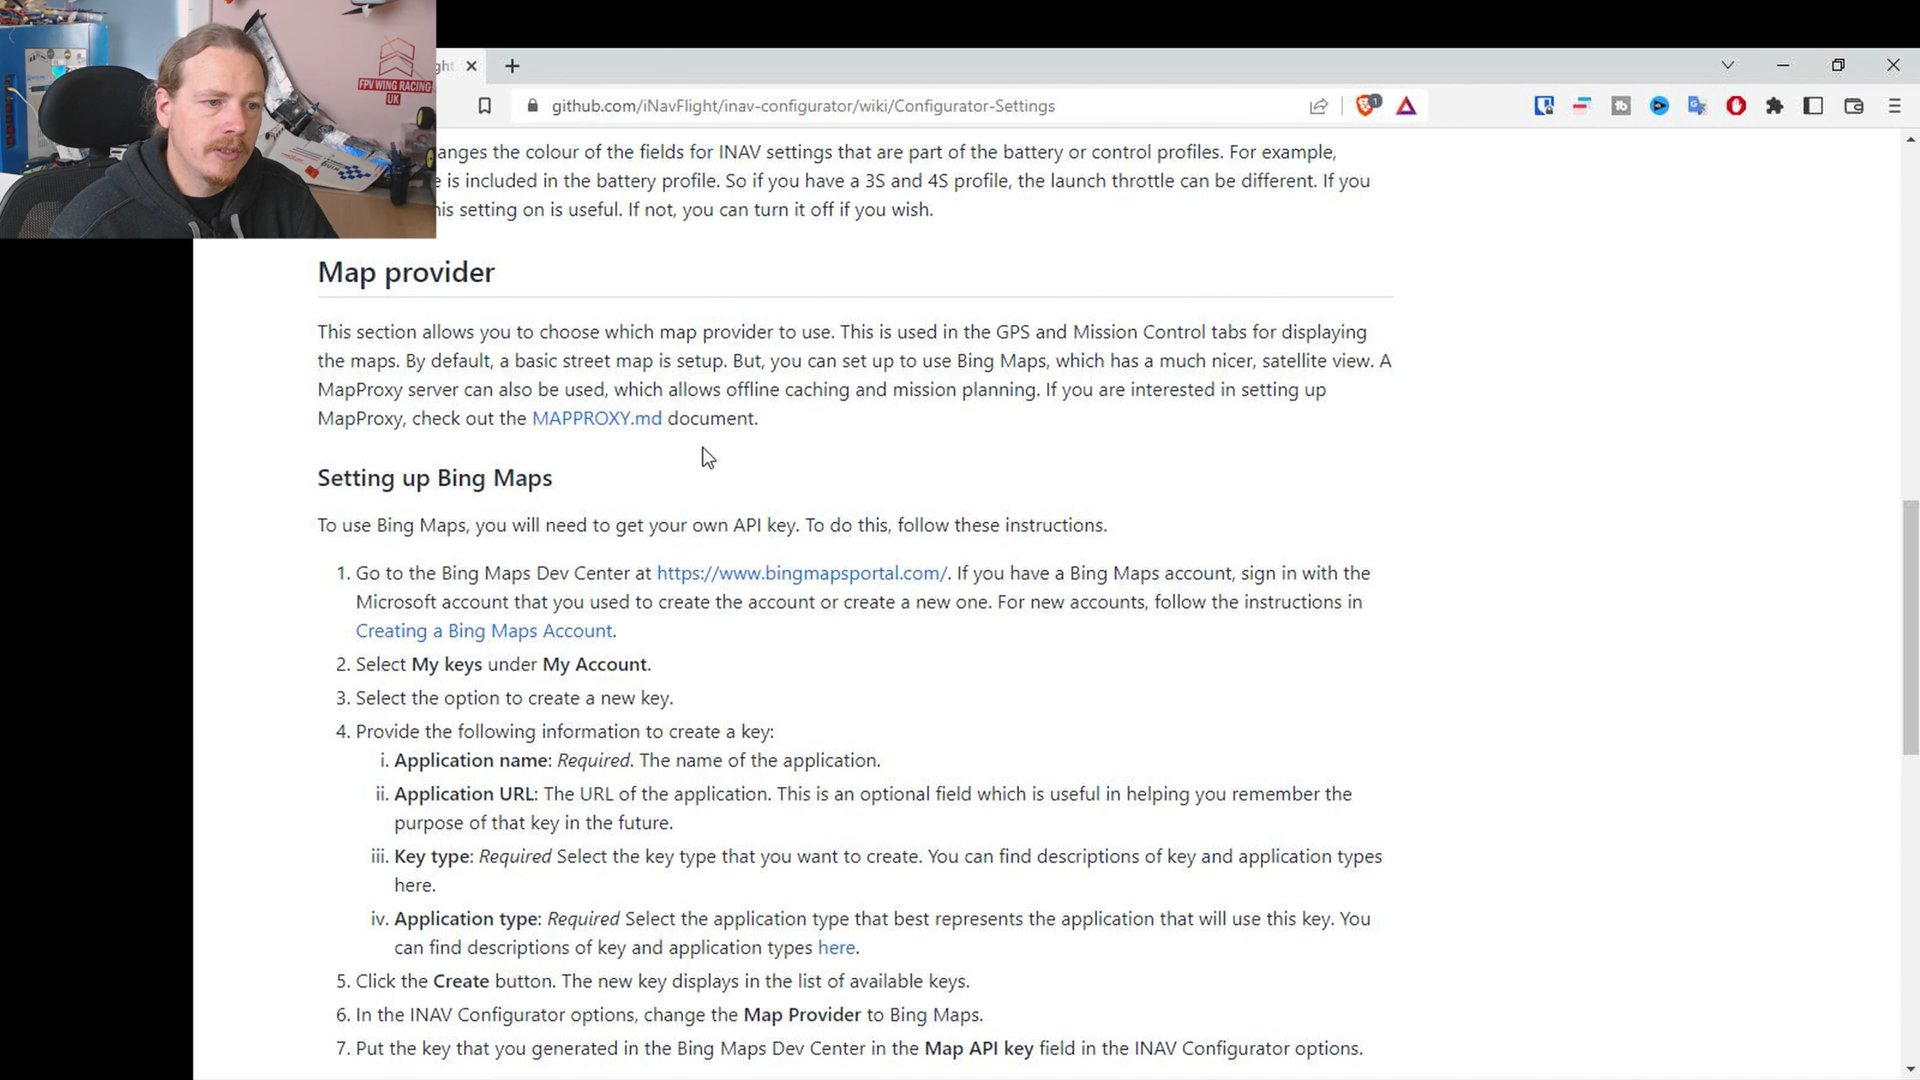 FPV WING RACING
UK
ght
github.com/iNavFlight/inav-configurator/wiki/Configurator-Settings
1
anges the colour of the fields for INAV settings that are part of the battery or control profiles. For example,
e is included in the battery profile. So if you have a 3S and 4S profile, the launch throttle can be different. If you
his setting on is useful. If not, you can turn it off if you wish.
Map provider
This section allows you to choose which map provider to use. This is used in the GPS and Mission Control tabs for displaying
the maps. By default, a basic street map is setup. But, you can set up to use Bing Maps, which has a much nicer, satellite view. A
MapProxy server can also be used, which allows offline caching and mission planning. If you are interested in setting up
MapProxy, check out the MAPPROXY.md document.
Setting up Bing Maps
To use Bing Maps, you will need to get your own API key. To do this, follow these instructions.
1. Go to the Bing Maps Dev Center at https://www.bingmapsportal.com/. If you have a Bing Maps account, sign in with the
Microsoft account that you used to create the account or create a new one. For new accounts, follow the instructions in
Creating a Bing Maps Account.
2. Select My keys under My Account.
3. Select the option to create a new key.
4. Provide the following information to create a key:
i. Application name: Required. The name of the application.
ii. Application URL: The URL of the application. This is an optional field which is useful in helping you remember the
purpose of that key in the future.
iii. Key type: Required Select the key type that you want to create. You can find descriptions of key and application types
here.
iv. Application type: Required Select the application type that best represents the application that will use this key. You
can find descriptions of key and application types here.
5. Click the Create button. The new key displays in the list of available keys.
6. In the INAV Configurator options, change the Map Provider to Bing Maps.
7. Put the key that you generated in the Bing Maps Dev Center in the Map API key field in the INAV Configurator options.